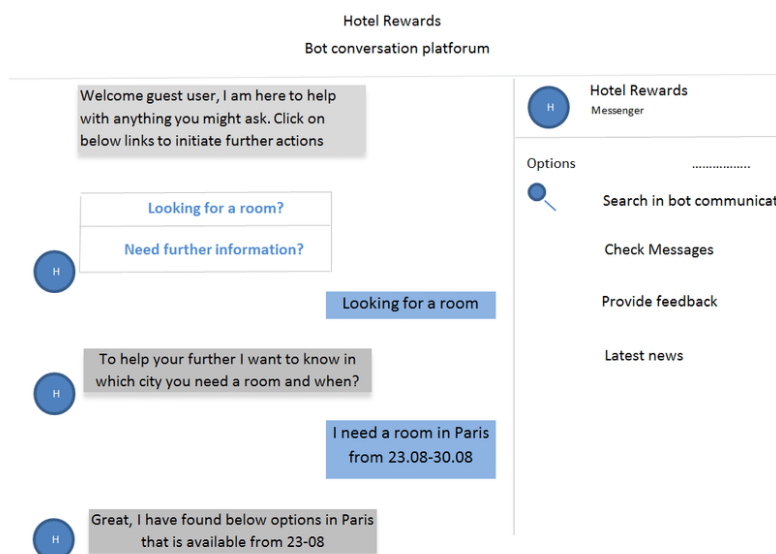 Hotel Rewards
Bot conversation platforum
Welcome guest user, I am here to help
with anything you might ask. Click on
below links to initiate further actions
Looking for a room?
Need further information?
H
Looking for a room
To help your further I want to know in
which city you need a room and when?
H
I need a room in Paris
from 23.08-30.08
Great, I have found below options in Paris
that is available from 23-08
H
H
Hotel Rewards
Messenger
Options
……………..
Search in bot communicat
Check Messages
Provide feedback
Latest news